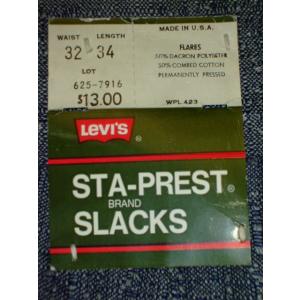 WAIST LENGTH
32 34
LOT
625-7916
$13.00
MADE IN U.S.A.
FLARES
50% DACRON POLYESTER
50% COMBED COTTON
PERMANENTLY PRESSED
WPL 423
LEVI'S
STA-PREST®
BRAND
SLACKS